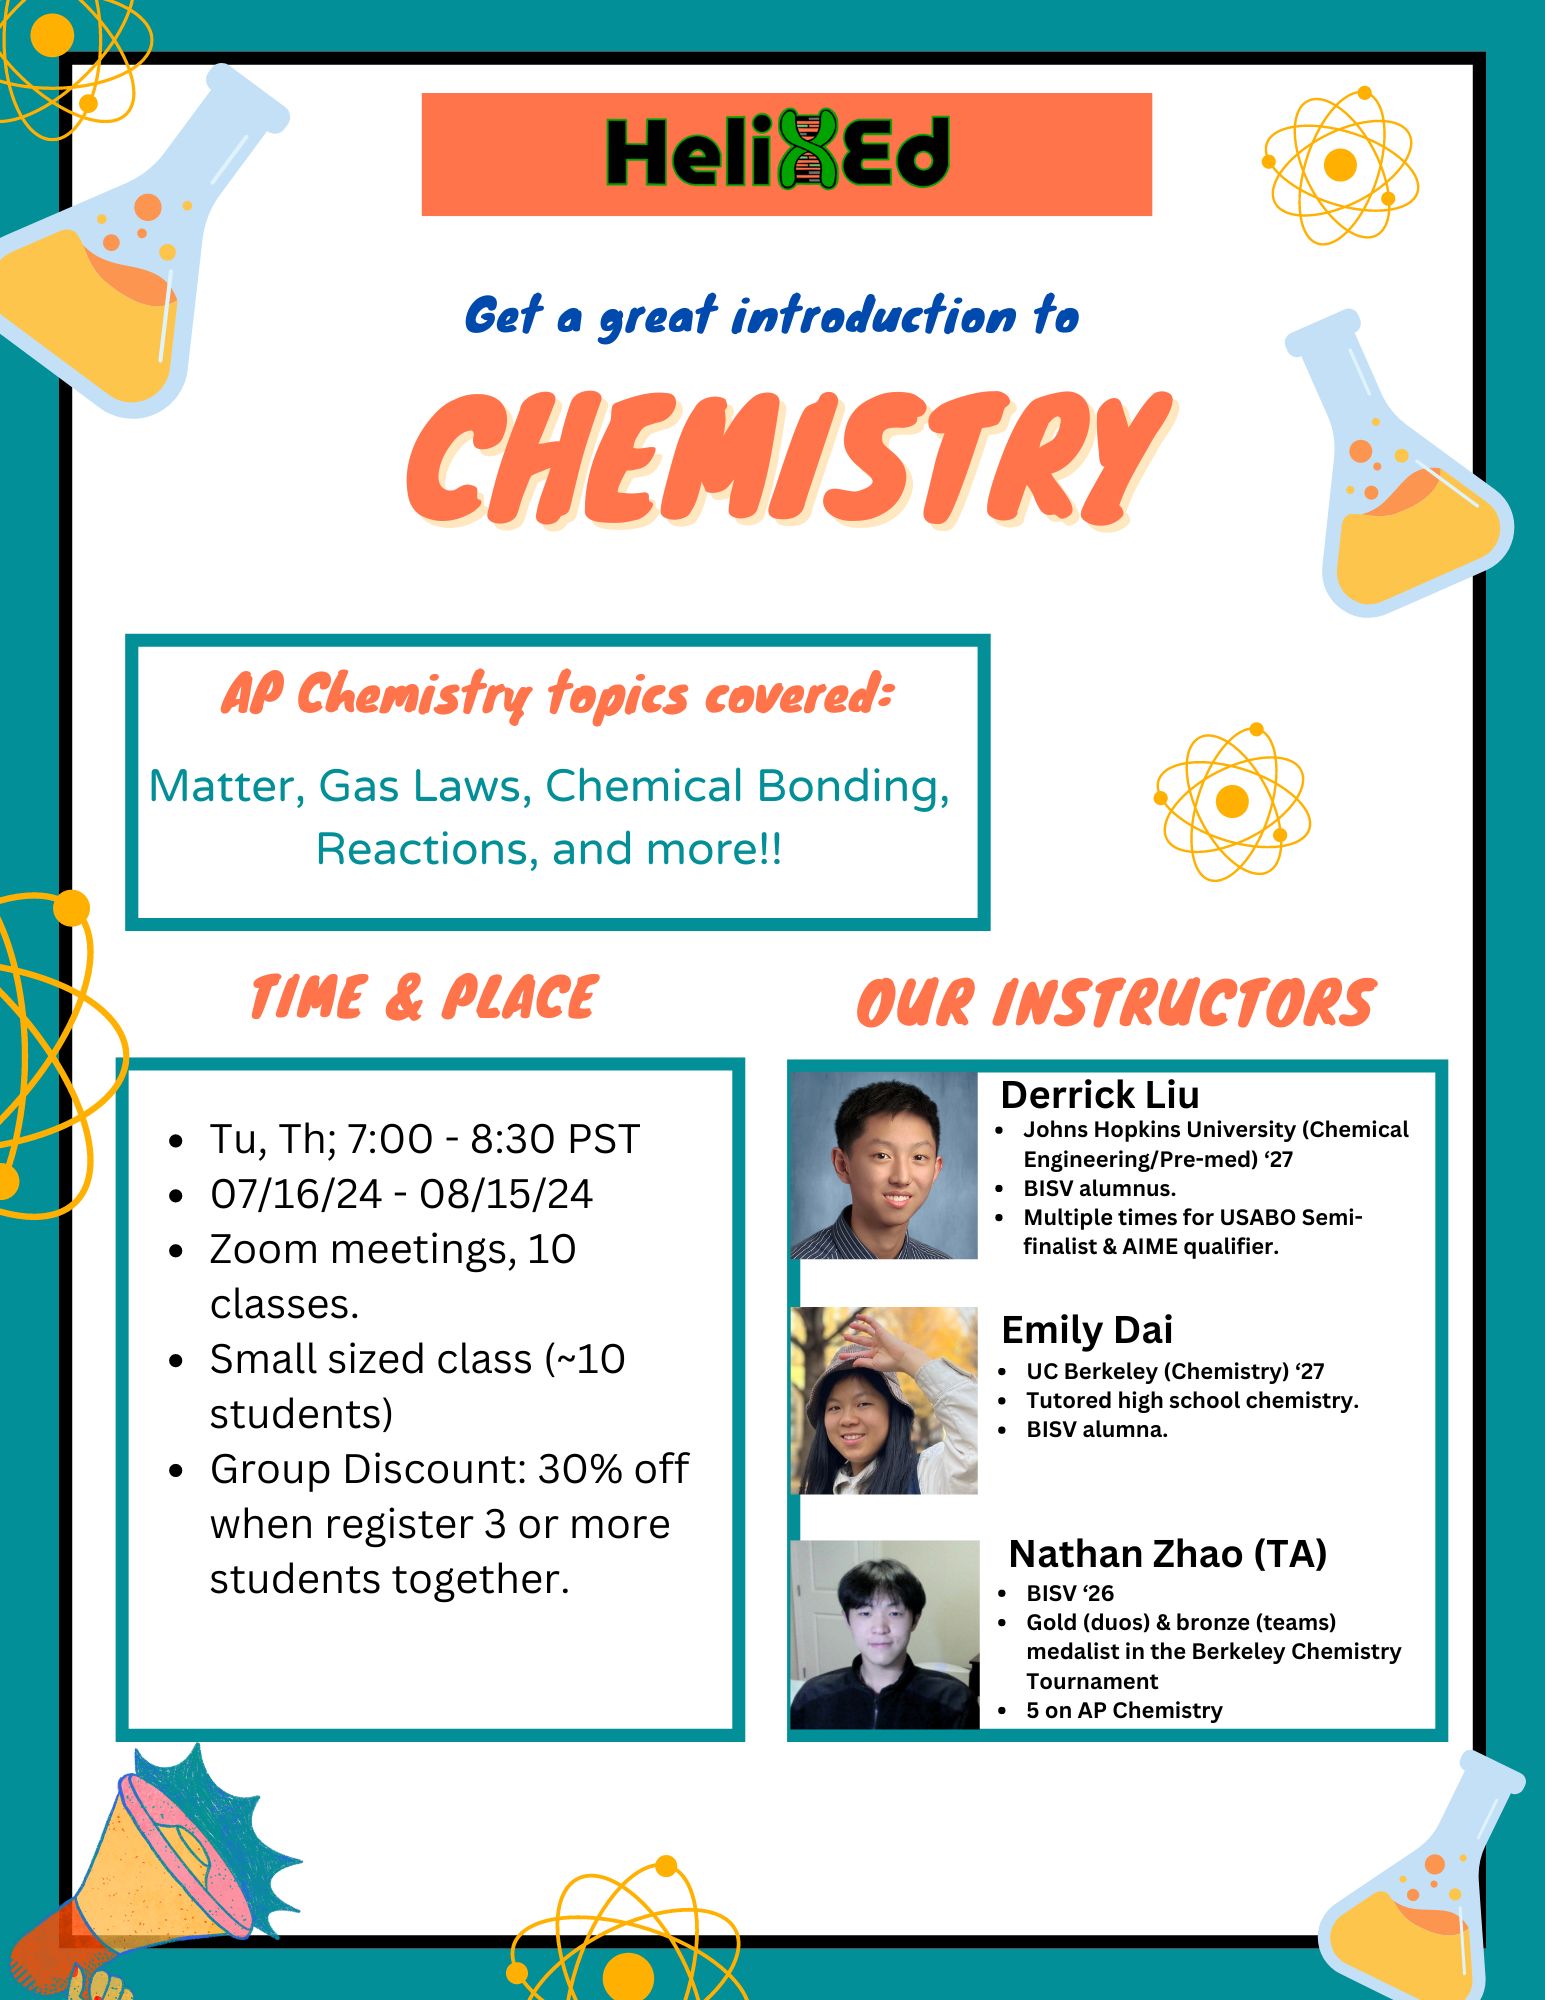 HeliXEd
Get a great introduction to
CHEMISTRY
AP Chemistry topics covered:
Matter, Gas Laws, Chemical Bonding,
Reactions, and more!!
TIME & PLACE
• Tu, Th; 7:00 - 8:30 PST
• 07/16/24 - 08/15/24
• Zoom meetings, 10
classes.
• Small sized class (~10
students)
• Group Discount: 30% off
when register 3 or more
students together.
OUR INSTRUCTORS
Derrick Liu
• Johns Hopkins University (Chemical
Engineering/Pre-med) ‘27
• BISV alumnus.
• Multiple times for USABO Semi-
finalist & AIME qualifier.
Emily Dai
• UC Berkeley (Chemistry) ‘27
• Tutored high school chemistry.
• BISV alumna.
Nathan Zhao (TA)
• BISV ‘26
• Gold (duos) & bronze (teams)
medalist in the Berkeley Chemistry
Tournament
• 5 on AP Chemistry